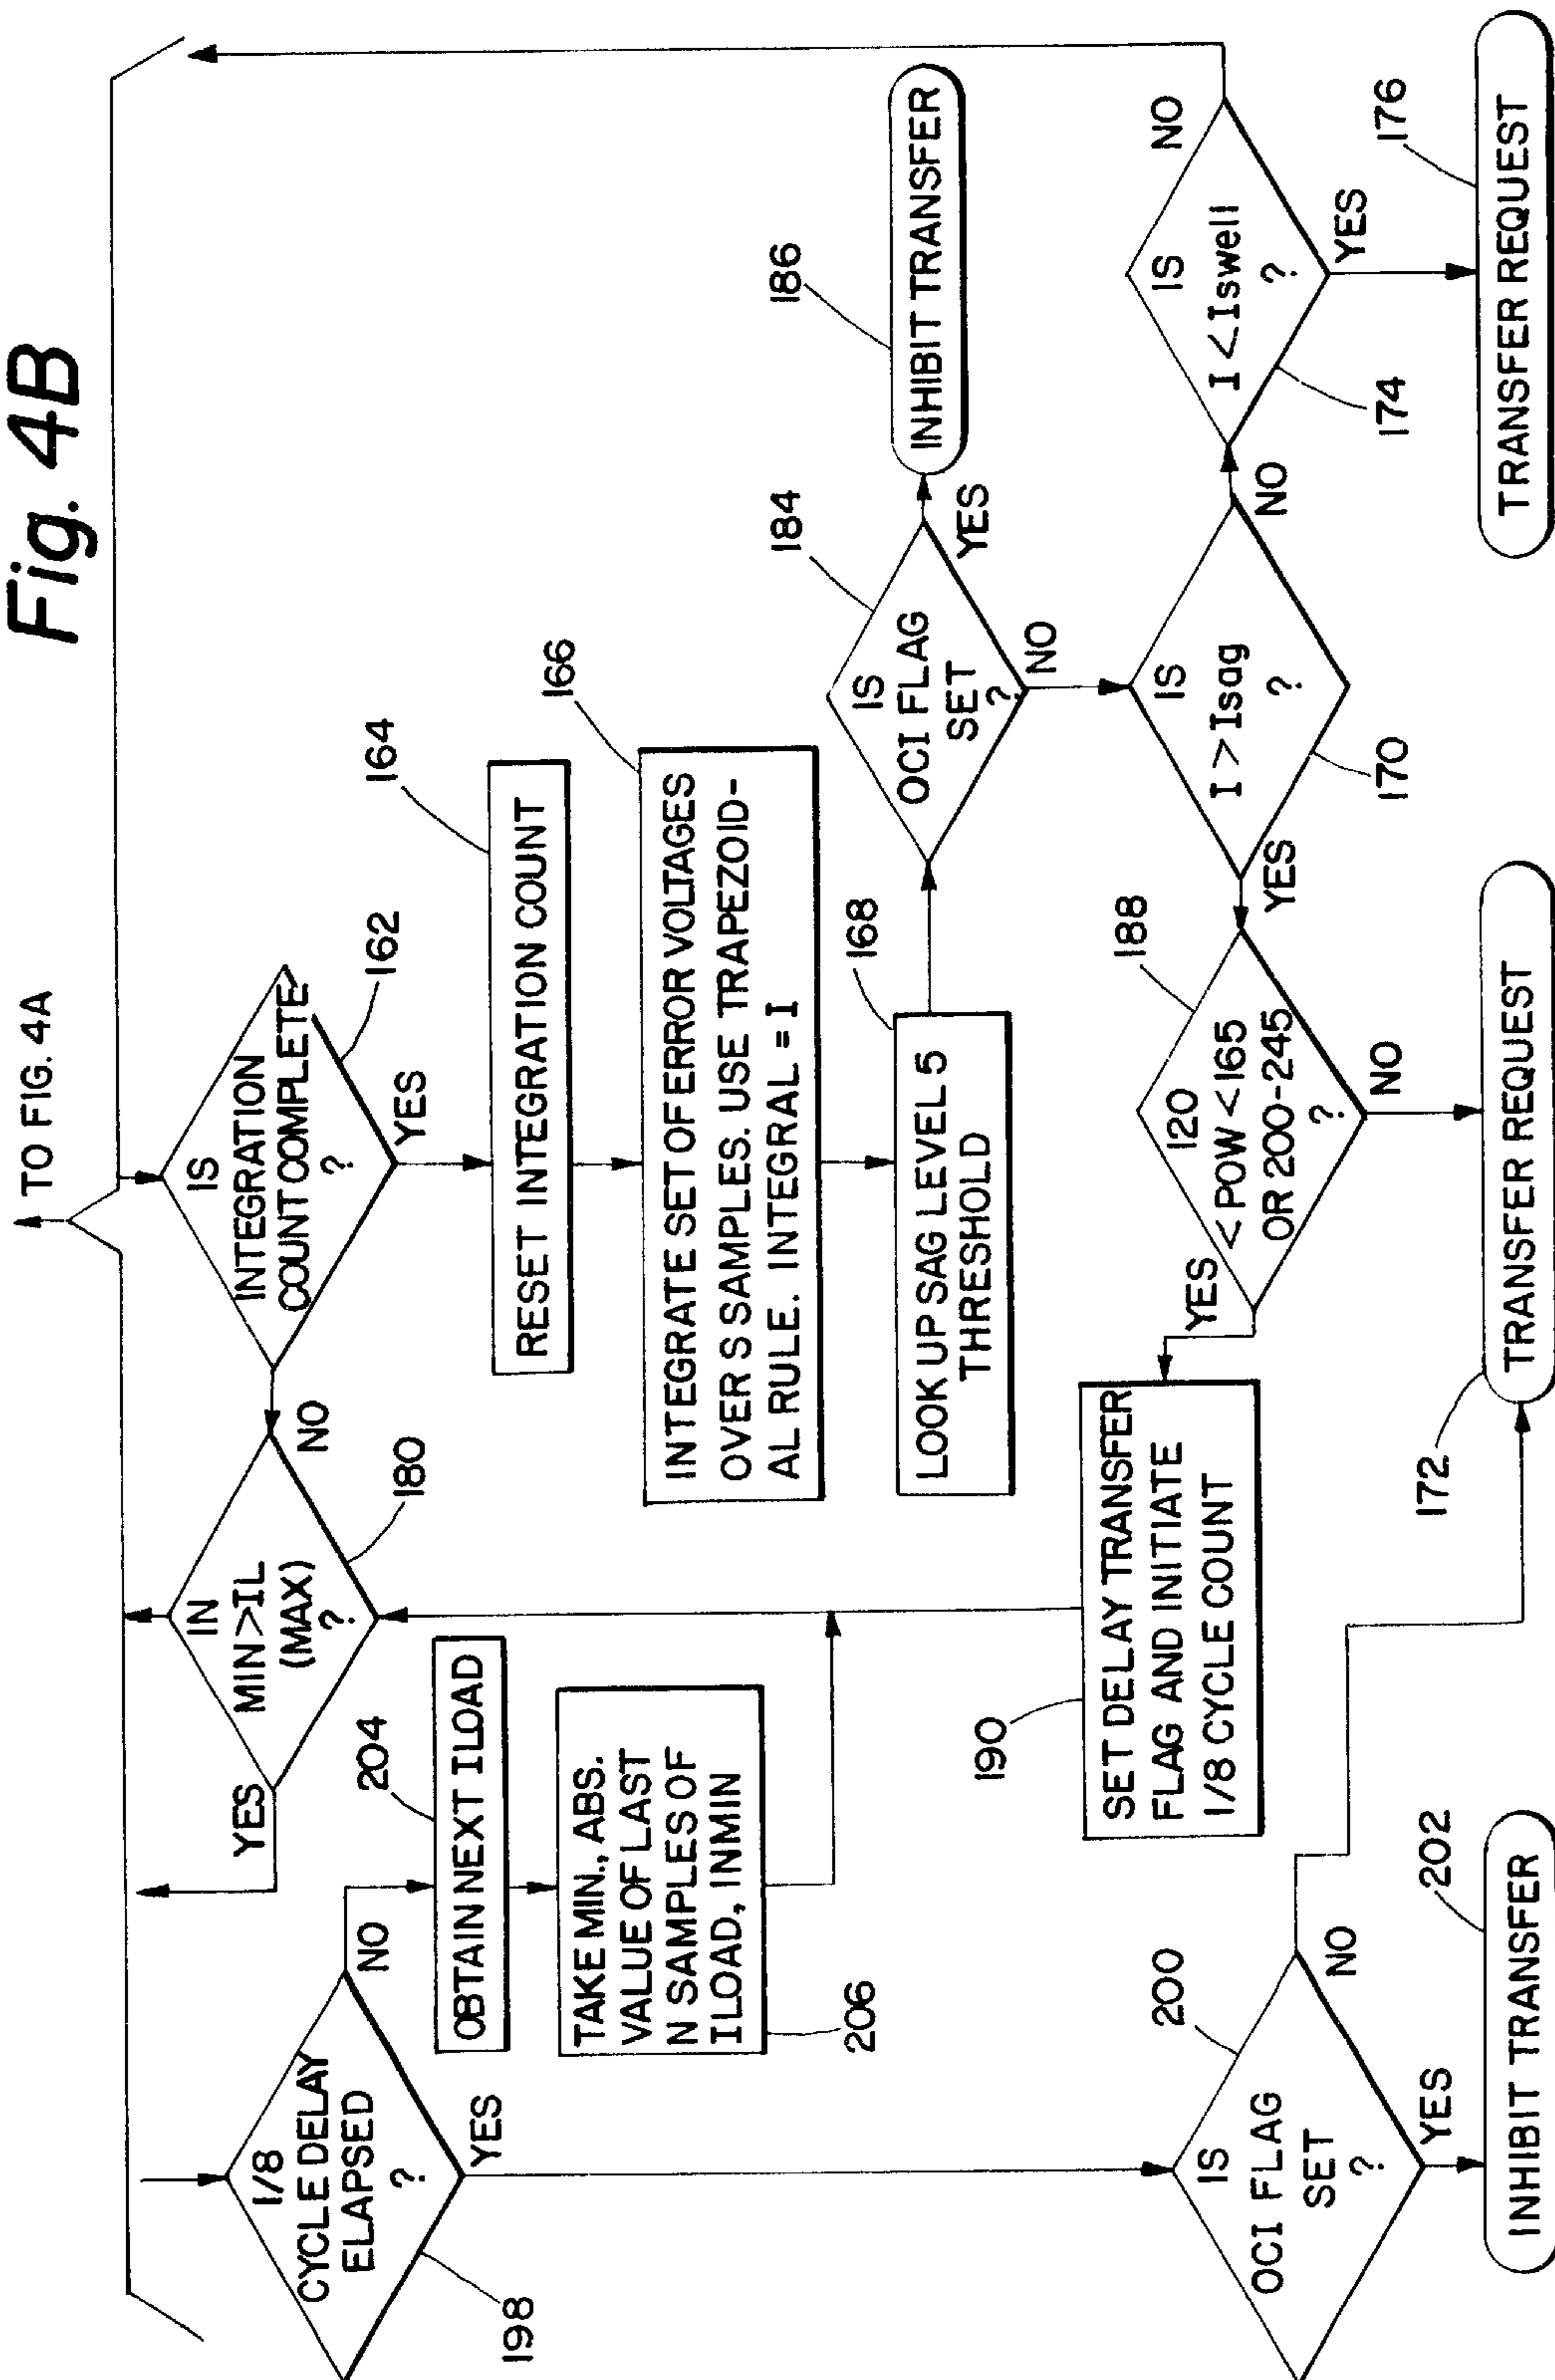 Fig. 4B
TO FIG. 4A
1/8
CYCLE DELAY
ELAPSED
?
198
NO
YES
204
OBTAIN NEXT ILOAD
TAKE MIN., ABS.
VALUE OF LAST
N SAMPLES OF
ILOAD, INMIN
206
YES
IN
MIN>IL
(MAX)
?
180
NO
IS
INTEGRATION
COUNT COMPLETE
?
162
YES
164
RESET INTEGRATION COUNT
166
INTEGRATE SET OF ERROR VOLTAGES
OVER S SAMPLES. USE TRAPEZOID-
AL RULE. INTEGRAL = I
168
LOOK UP SAG LEVEL 5
THRESHOLD
184
IS
OCI FLAG
SET
?
YES
NO
186
INHIBIT TRANSFER
IS
I > Isag
?
170
NO
YES
IS
I < Iswell
?
174
NO
YES
176
TRANSFER REQUEST
188
120
< POW <165
OR 200-245
?
YES
NO
172
TRANSFER REQUEST
190
SET DELAY TRANSFER
FLAG AND INITIATE
1/8 CYCLE COUNT
200
IS
OCI FLAG
SET
?
NO
YES
202
INHIBIT TRANSFER